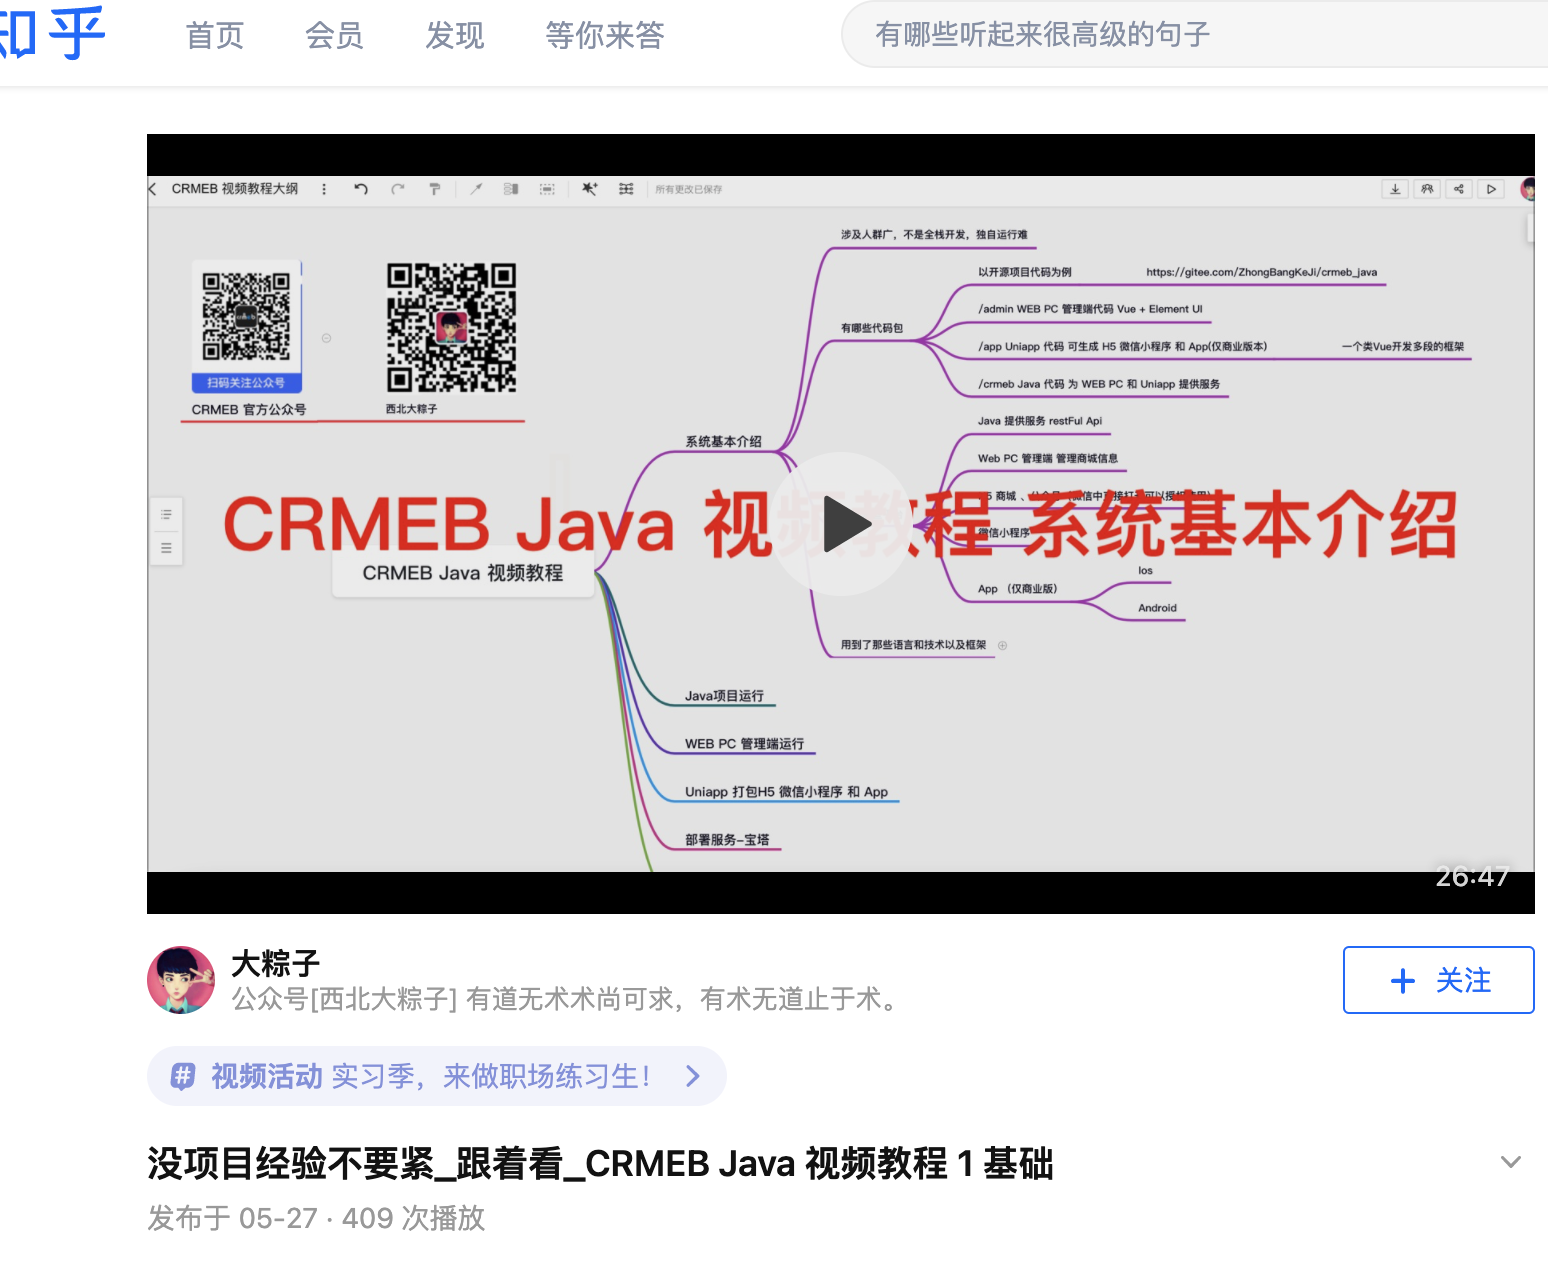 知乎 首页 会员 发现 等你来答 有哪些听起来很高级的句子
CRMEB 视频教程大纲 所有更改已保存
扫码关注公众号
CRMEB 官方公众号 西北大粽子
涉及人群广，不是全栈开发，独自运行难
以开源项目代码为例 https://gitee.com/ZhongBangKeJi/crmeb_java
/admin WEB PC 管理端代码 Vue + Element UI
有哪些代码包
/app Uniapp 代码 可生成 H5 微信小程序 和 App(仅商业版本) 一个类Vue开发多段的框架
/crmeb Java 代码 为 WEB PC 和 Uniapp 提供服务
Java 提供服务 restFul Api
系统基本介绍
Web PC 管理端 管理商城信息
CRMEB Java 视频教程 系统基本介绍
微信小程序
CRMEB Java 视频教程
Ios
App （仅商业版）
Android
用到了那些语言和技术以及框架
Java项目运行
WEB PC 管理端运行
Uniapp 打包H5 微信小程序 和 App
部署服务-宝塔
26:47
大粽子
公众号[西北大粽子] 有道无术术尚可求，有术无道止于术。
+ 关注
# 视频活动 实习季，来做职场练习生！
没项目经验不要紧_跟着看_CRMEB Java 视频教程 1 基础
发布于 05-27 · 409 次播放